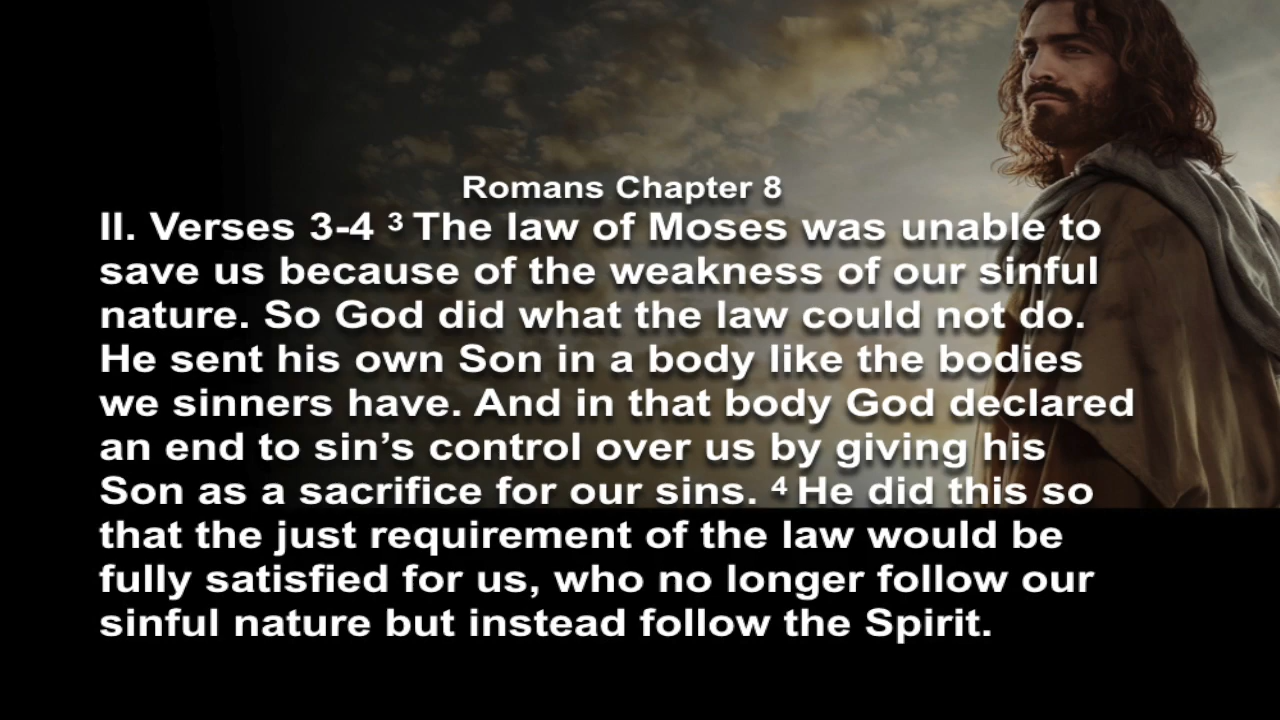 Romans Chapter 8
II. Verses 3-4 ³ The law of Moses was unable to
save us because of the weakness of our sinful
nature. So God did what the law could not do.
He sent his own Son in a body like the bodies
we sinners have. And in that body God declared
an end to sin’s control over us by giving his
Son as a sacrifice for our sins. ⁴ He did this so
that the just requirement of the law would be
fully satisfied for us, who no longer follow our
sinful nature but instead follow the Spirit.